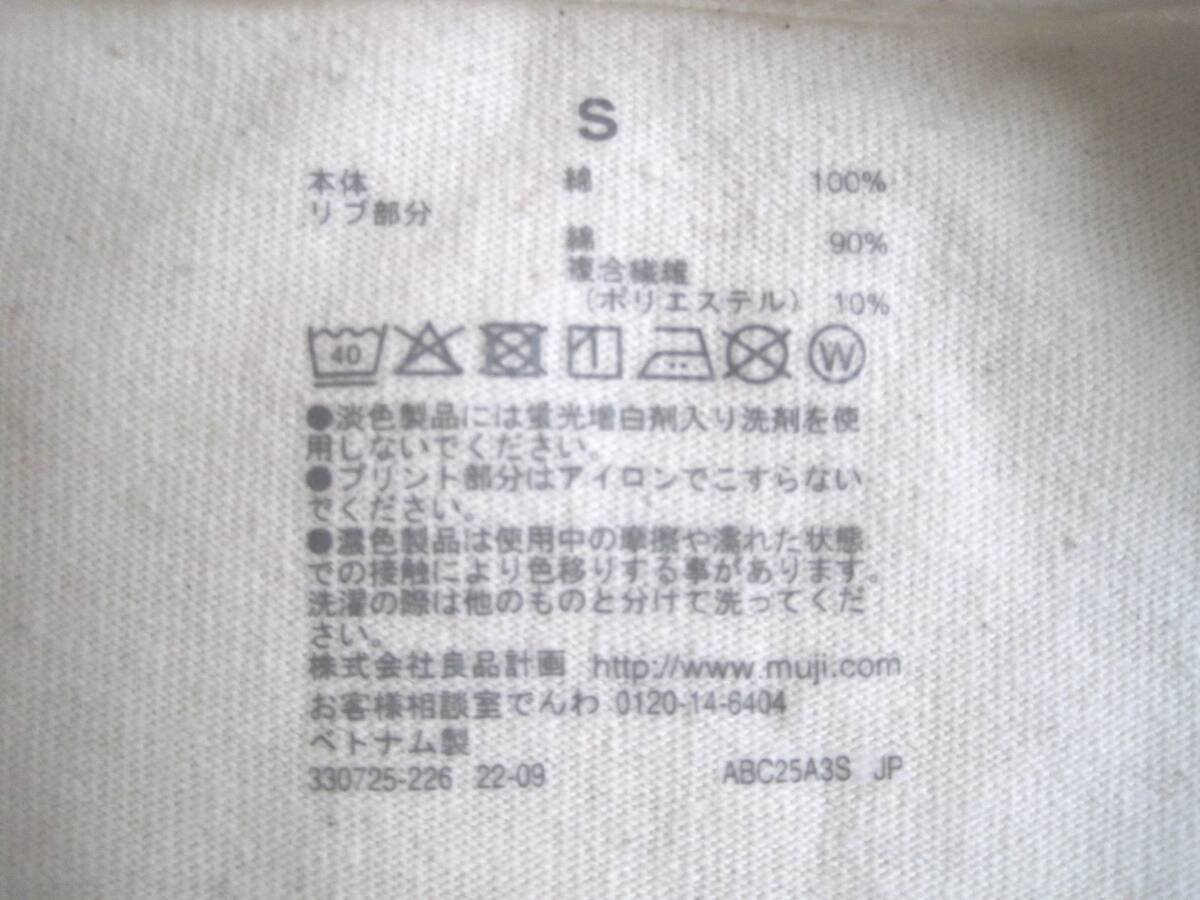 S
本体 綿 100%
リブ部分
綿 90%
複合繊維
(ポリエステル) 10%
40 W
●淡色製品には蛍光増白剤入り洗剤を使
用しないでください。
●プリント部分はアイロンでこすらない
でください。
●濃色製品は使用中の摩擦や濡れた状態
での接触により色移りする事があります。
洗濯の際は他のものと分けて洗ってくだ
さい。
株式会社良品計画 http://www.muji.com
お客様相談室でんわ 0120-14-6404
ベトナム製
330725-226 22-09 ABC25A3S JP